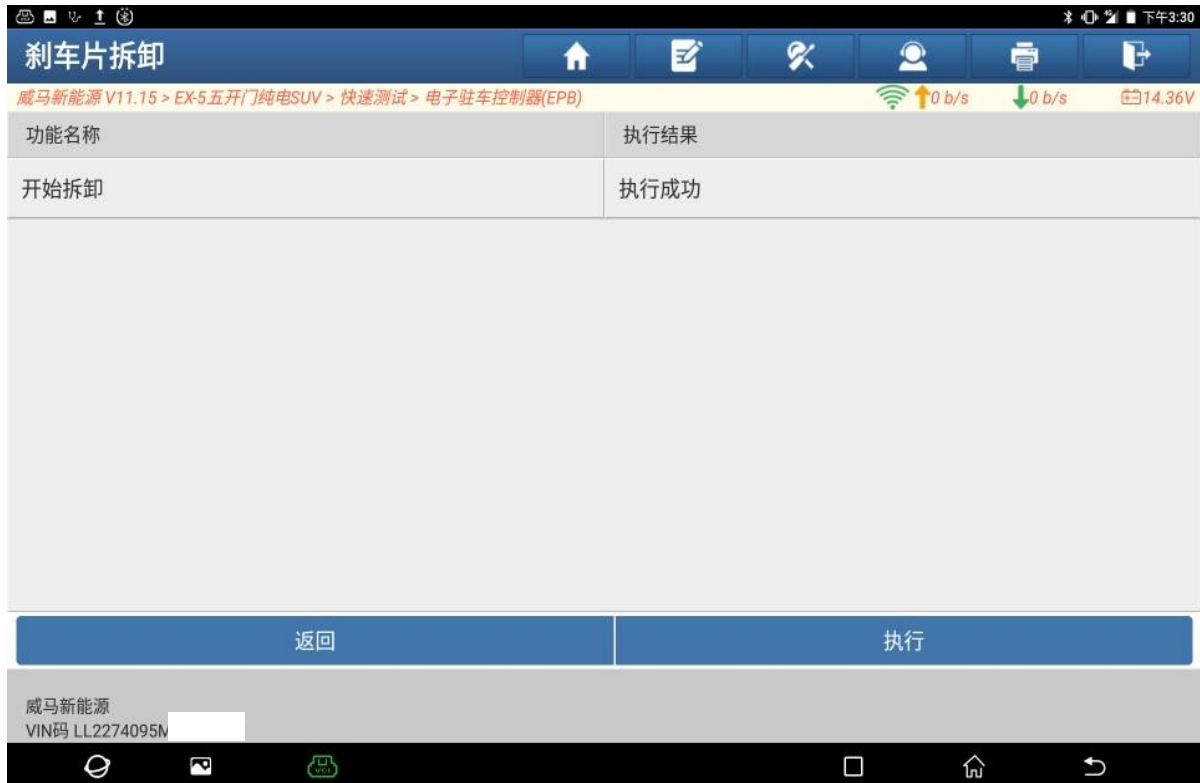 下午3:30
刹车片拆卸
威马新能源 V11.15 > EX-5五开门纯电SUV > 快速测试 > 电子驻车控制器(EPB)
0 b/s
0 b/s
14.36V
功能名称
执行结果
开始拆卸
执行成功
返回
执行
威马新能源
VIN码 LL2274095M
VCI